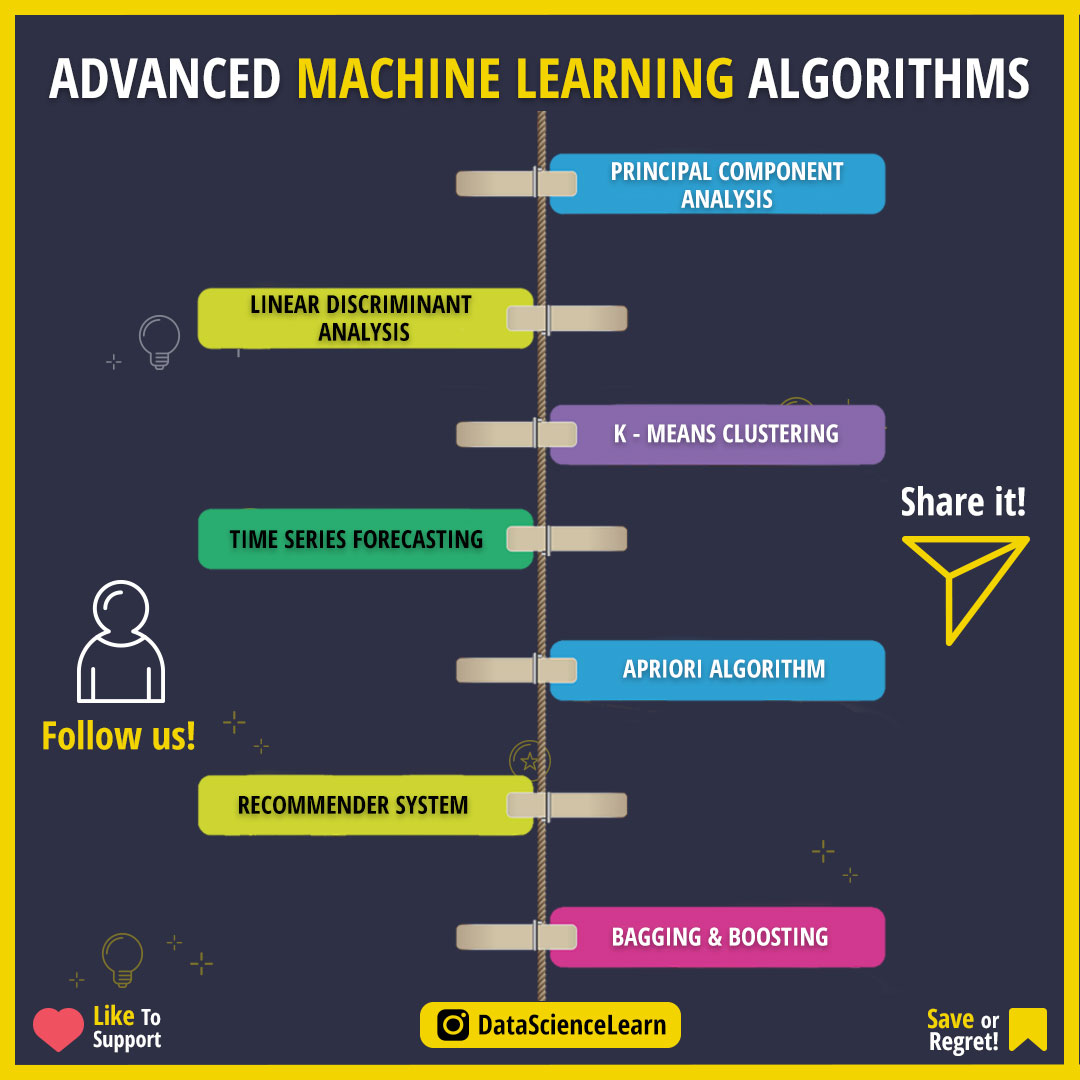 ADVANCED MACHINE LEARNING ALGORITHMS
PRINCIPAL COMPONENT
ANALYSIS
LINEAR DISCRIMINANT
ANALYSIS
K - MEANS CLUSTERING
Share it!
TIME SERIES FORECASTING
APRIORI ALGORITHM
Follow us!
RECOMMENDER SYSTEM
BAGGING & BOOSTING
Like To
Support
DataScienceLearn
Save or
Regret!